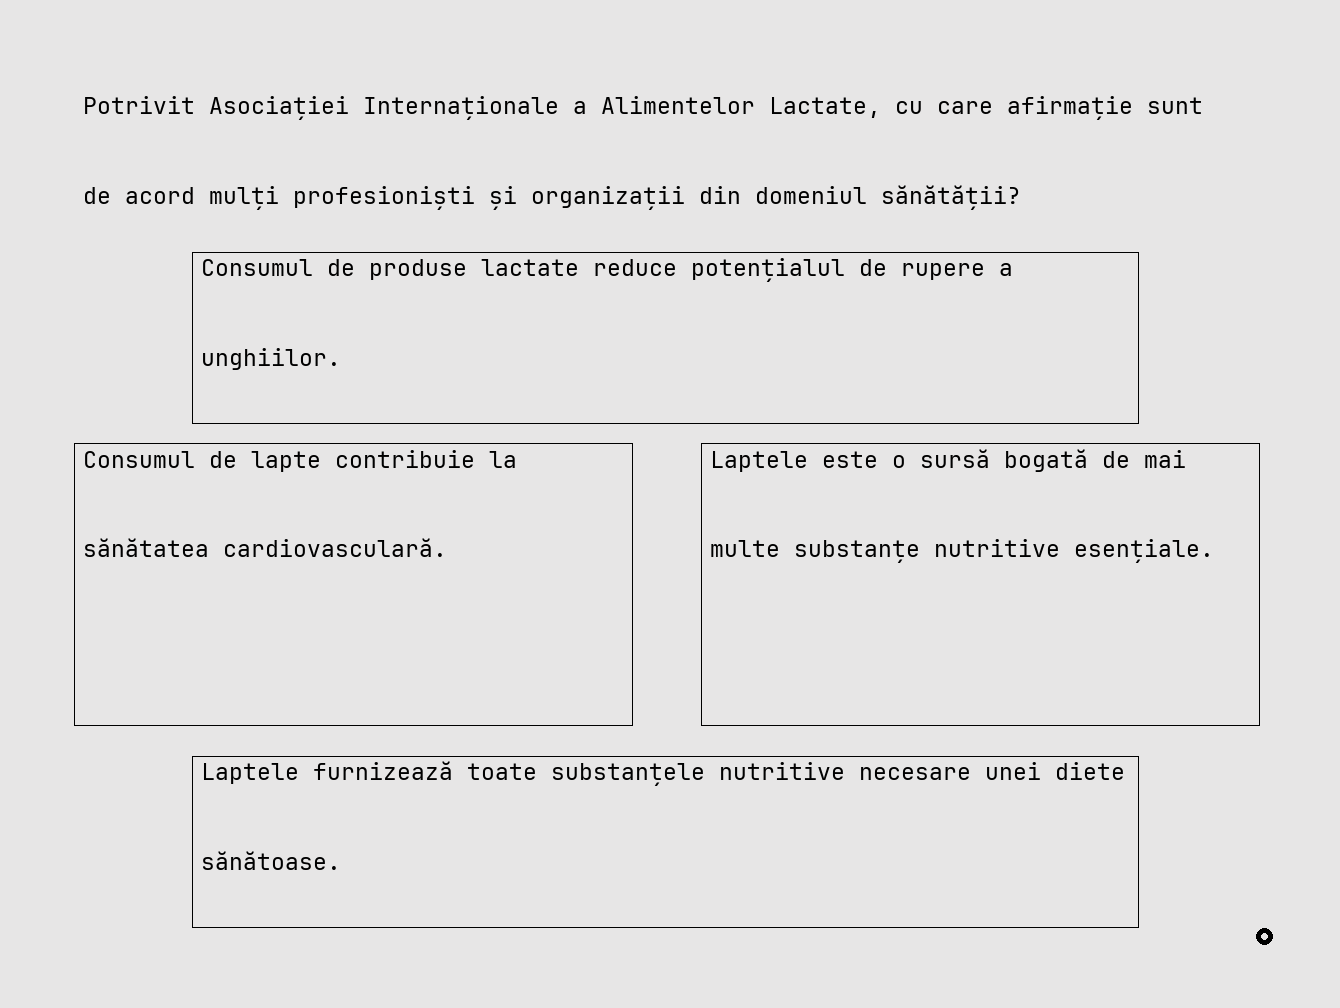 Potrivit Asociației Internaționale a Alimentelor Lactate, cu care afirmație sunt
de acord mulți profesioniști și organizații din domeniul sănătății?
Consumul de produse lactate reduce potențialul de rupere a
unghiilor.
Consumul de lapte contribuie la
sănătatea cardiovasculară.
Laptele este o sursă bogată de mai
multe substanțe nutritive esențiale.
Laptele furnizează toate substanțele nutritive necesare unei diete
sănătoase.